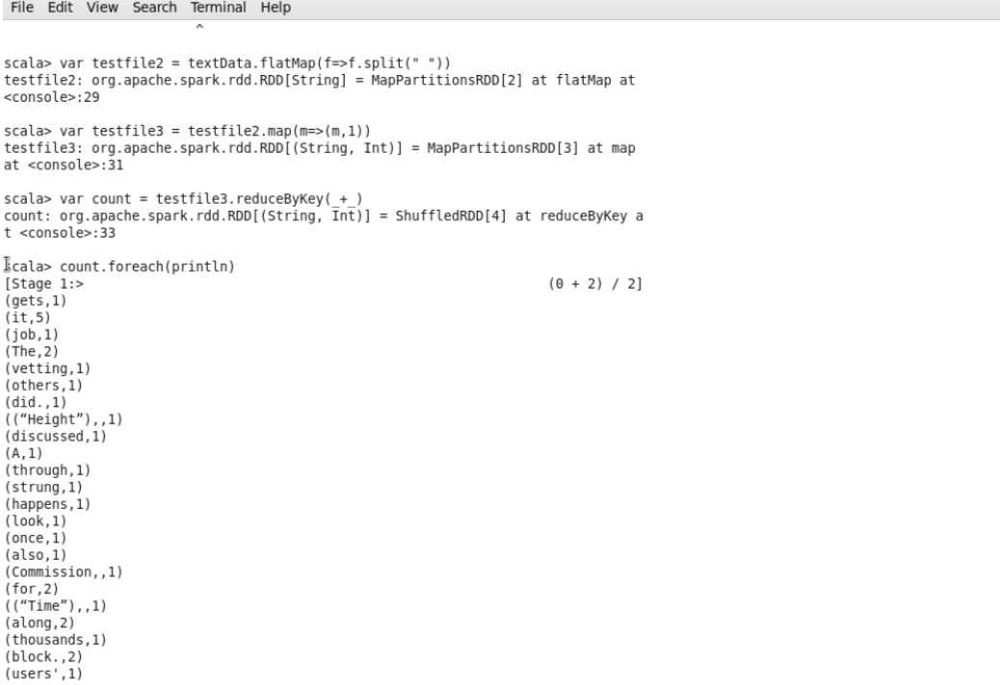 File Edit View Search Terminal Help
^
scala> var testfile2 = textData.flatMap(f=>f.split(" "))
testfile2: org.apache.spark.rdd.RDD[String] = MapPartitionsRDD[2] at flatMap at
<console>:29
scala> var testfile3 = testfile2.map(m=>(m,1))
testfile3: org.apache.spark.rdd.RDD[(String, Int)] = MapPartitionsRDD[3] at map
at <console>:31
scala> var count = testfile3.reduceByKey(_+_)
count: org.apache.spark.rdd.RDD[(String, Int)] = ShuffledRDD[4] at reduceByKey a
t <console>:33
scala> count.foreach(println)
[Stage 1:> (0 + 2) / 2]
(gets,1)
(it,5)
(job,1)
(The,2)
(vetting,1)
(others,1)
(did.,1)
((“Height”),,1)
(discussed,1)
(A,1)
(through,1)
(strung,1)
(happens,1)
(look,1)
(once,1)
(also,1)
(Commission,,1)
(for,2)
((“Time”),,1)
(along,2)
(thousands,1)
(block.,2)
(users',1)